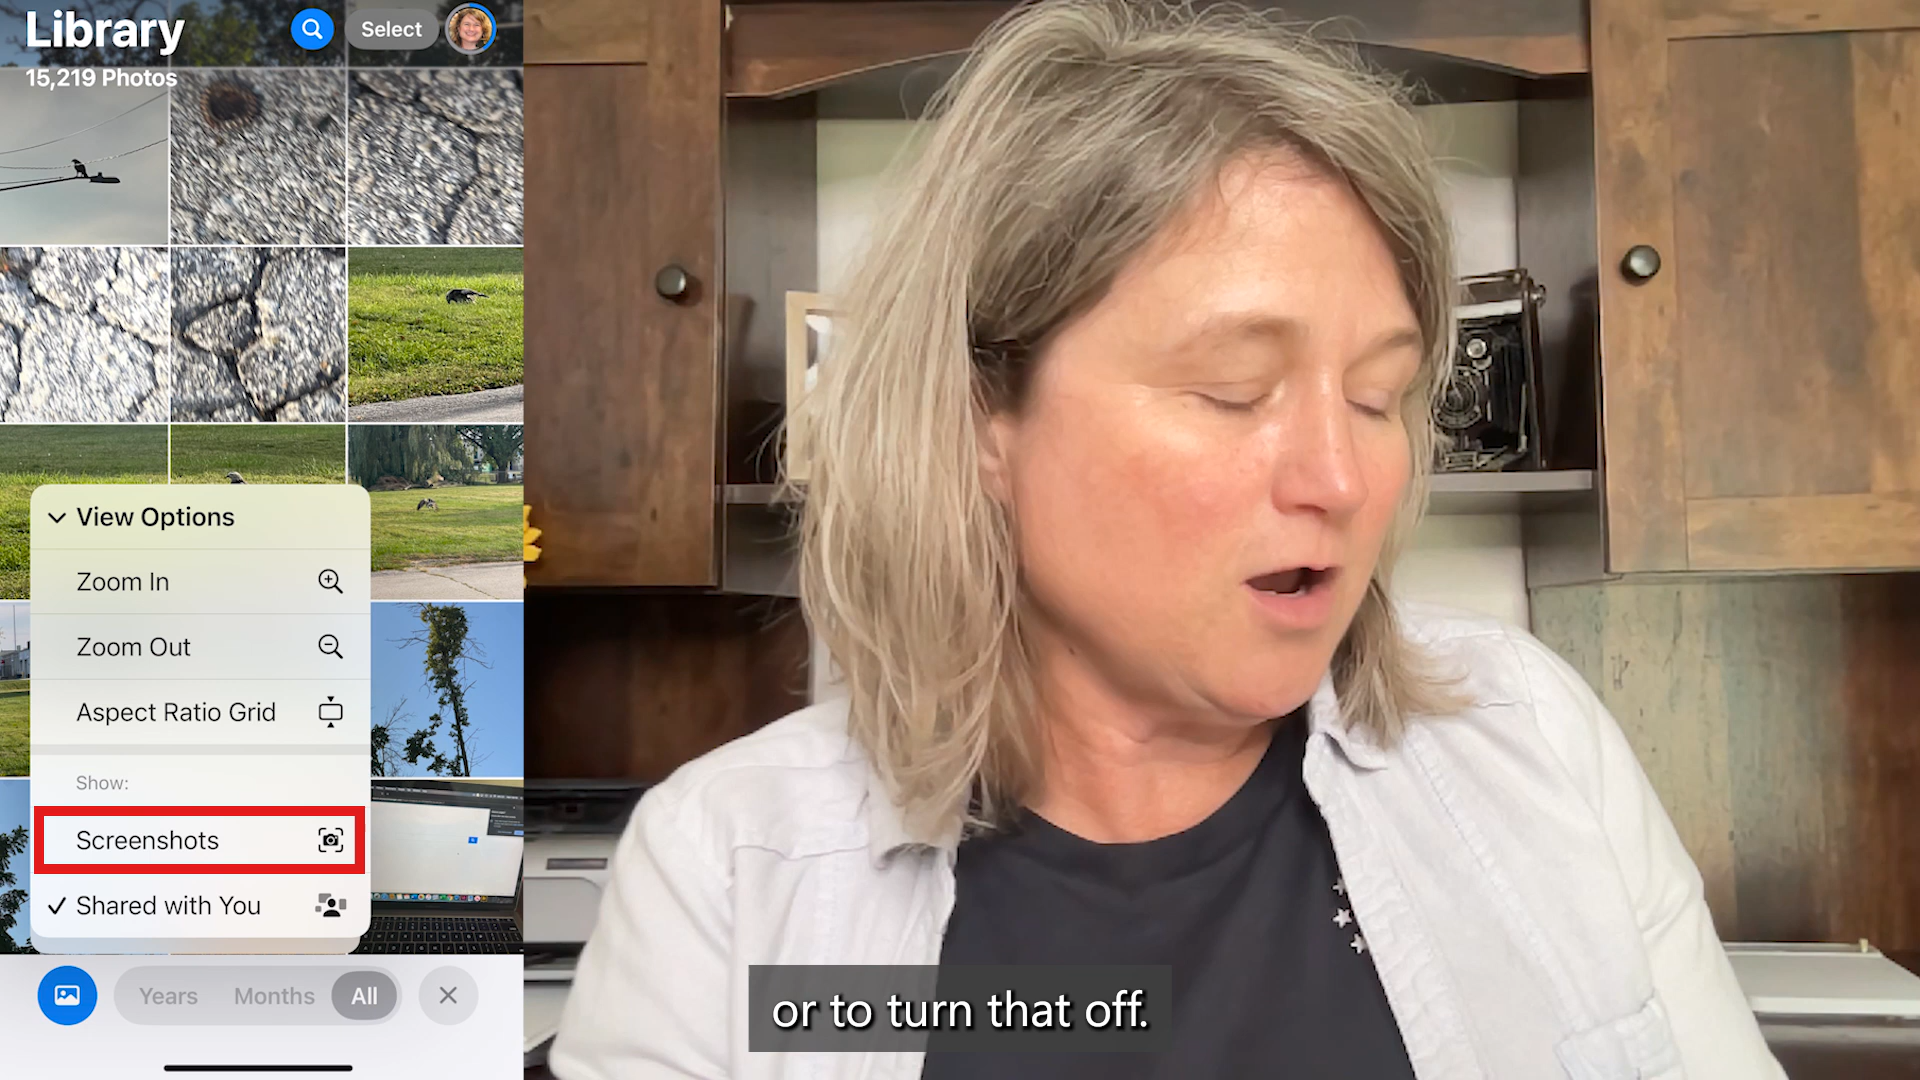 Library
Select
15,219 Photos
View Options
Zoom In
Zoom Out
Aspect Ratio Grid
Show:
Screenshots
Shared with You
Years
Months
All
or to turn that off.